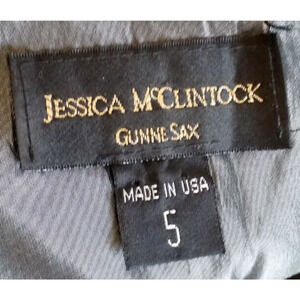 JESSICA MCCLINTOCK
GUNNE SAX
MADE IN USA
5